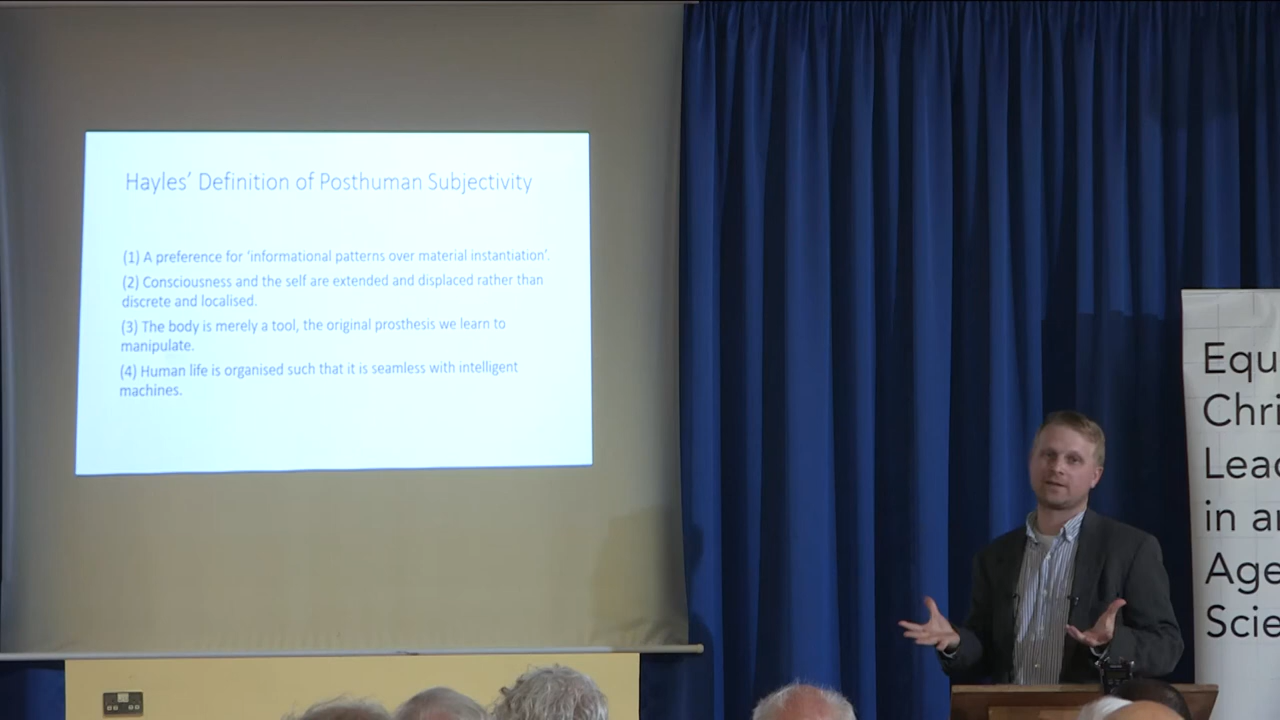 Hayles' Definition of Posthuman Subjectivity
(1) A preference for 'informational patterns over material instantiation'.
(2) Consciousness and the self are extended and displaced rather than
discrete and localised.
(3) The body is merely a tool, the original prosthesis we learn to
manipulate.
(4) Human life is organised such that it is seamless with intelligent
machines.
Equ
Chri
Lead
in an
Age
Scie